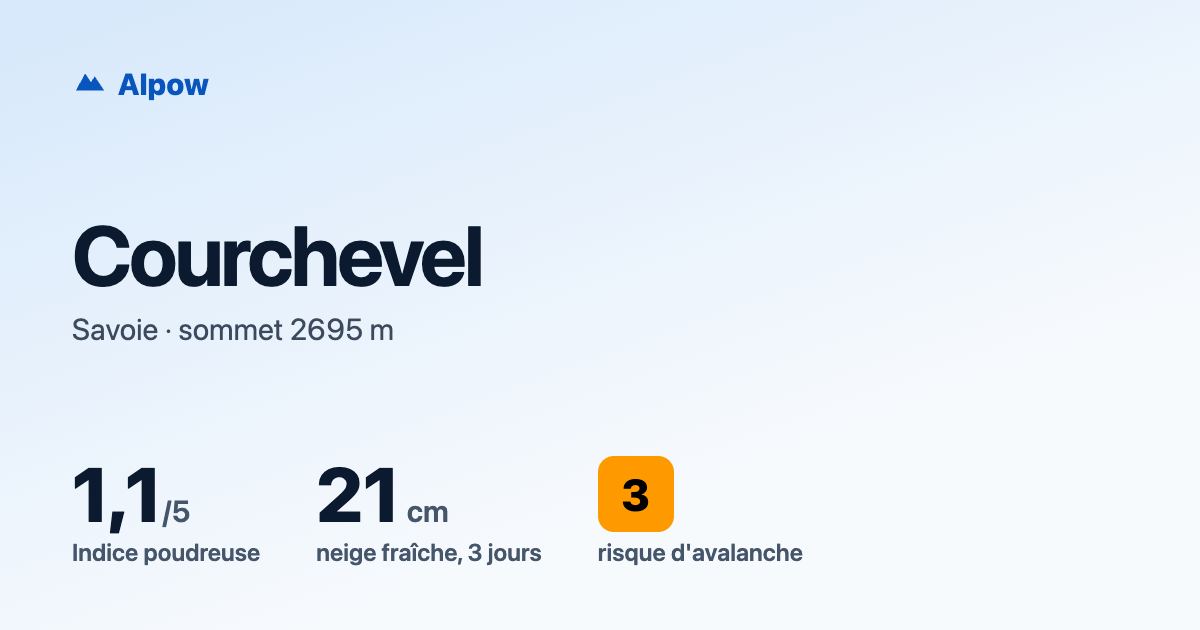 Alpow
Courchevel
Savoie · sommet 2695 m
1,1/5
Indice poudreuse
21 cm
neige fraîche, 3 jours
3
risque d'avalanche